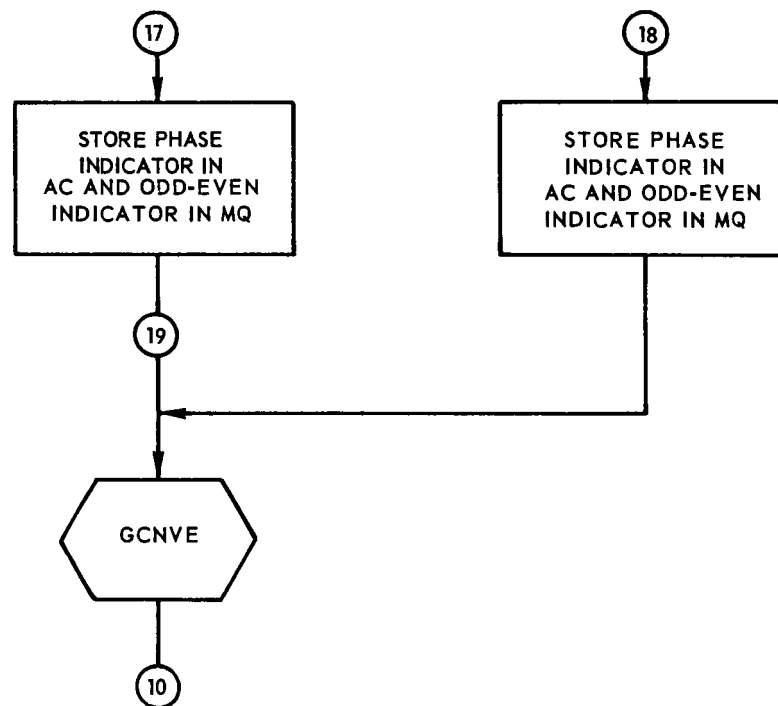 17
18
STORE PHASE
INDICATOR IN
AC AND ODD-EVEN
INDICATOR IN MQ
STORE PHASE
INDICATOR IN
AC AND ODD-EVEN
INDICATOR IN MQ
19
GCNVE
10